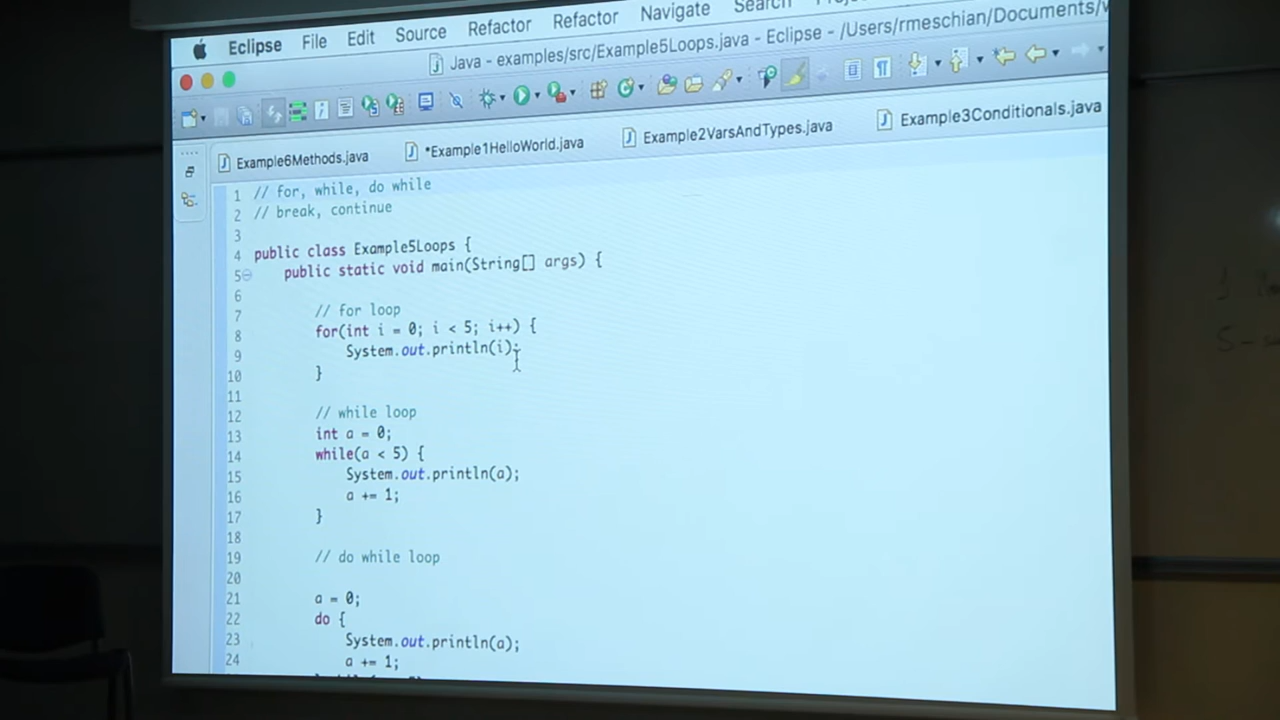 Eclipse File Edit Source Refactor Refactor Navigate Search
Java - examples/src/Example5Loops.java - Eclipse - /Users/rmeschian/Documents/
Example6Methods.java *Example1HelloWorld.java Example2VarsAndTypes.java Example3Conditionals.java
1 // for, while, do while
2 // break, continue
3
4 public class Example5Loops {
5 public static void main(String[] args) {
6
7 // for loop
8 for(int i = 0; i < 5; i++) {
9 System.out.println(i);
10 }
11
12 // while loop
13 int a = 0;
14 while(a < 5) {
15 System.out.println(a);
16 a += 1;
17 }
18
19 // do while loop
20
21 a = 0;
22 do {
23 System.out.println(a);
24 a += 1;